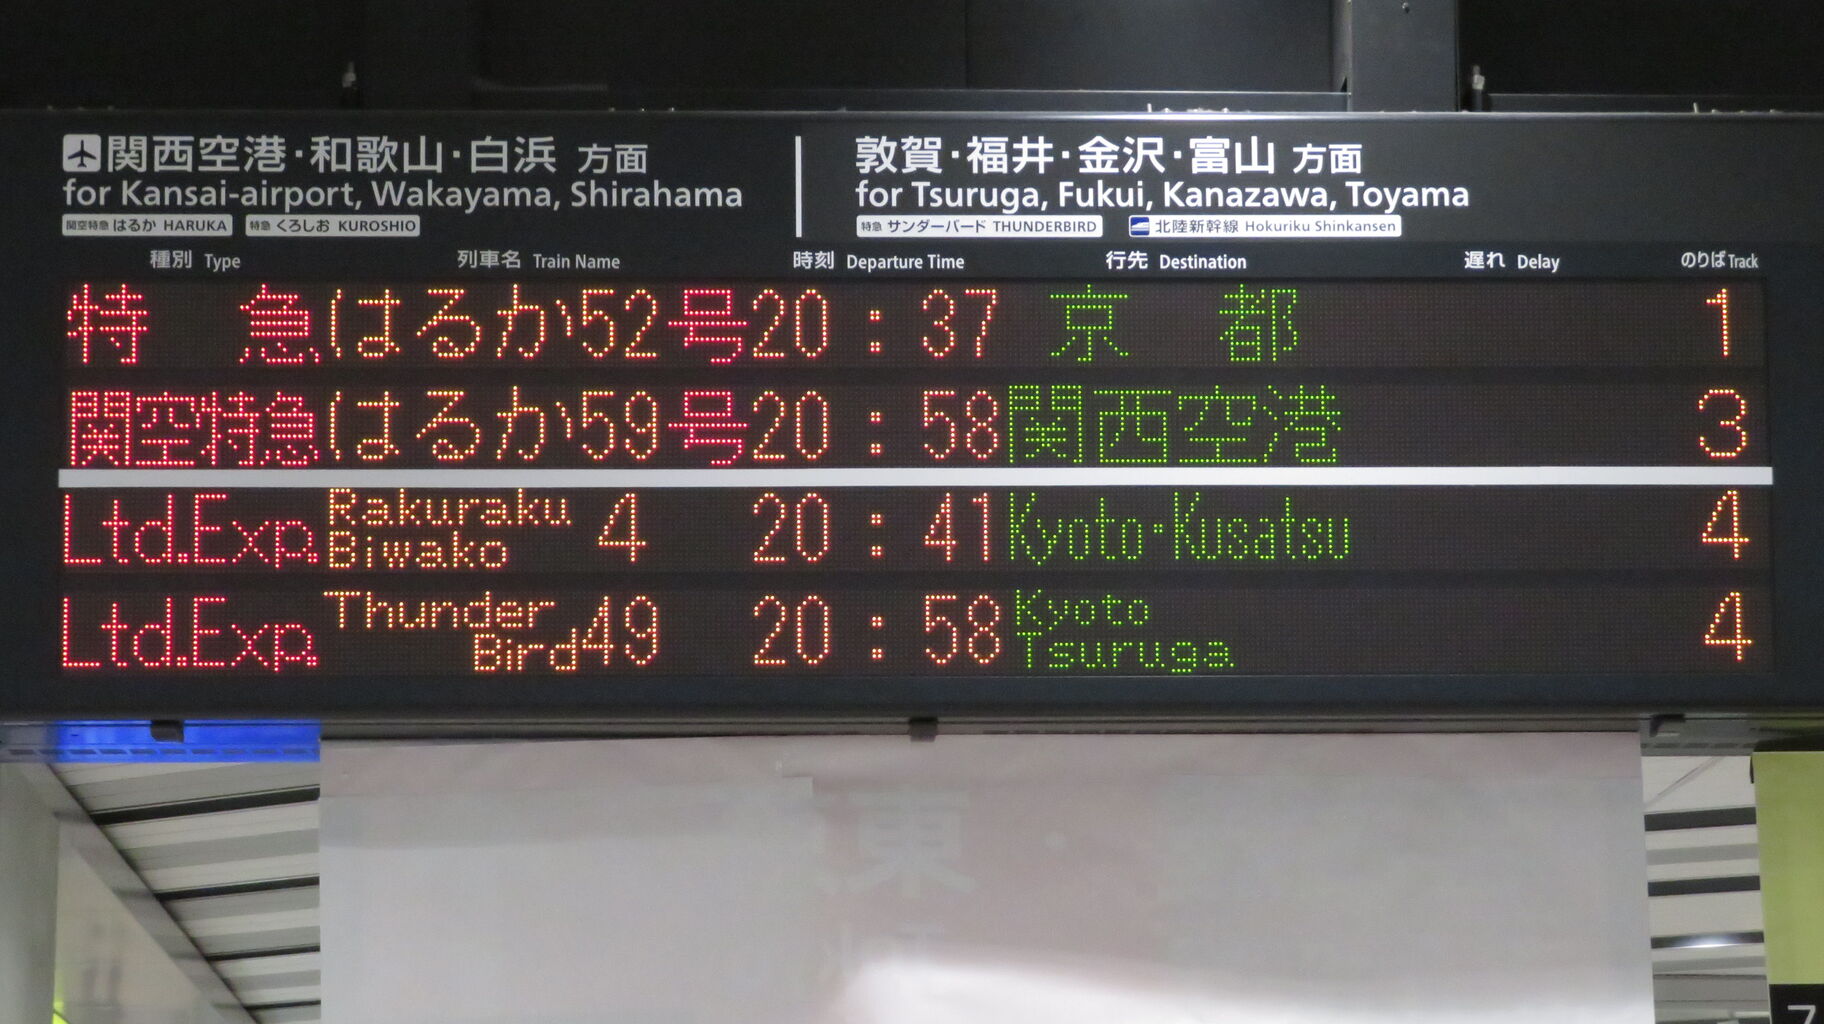 関西空港・和歌山・白浜 方面
for Kansai-airport, Wakayama, Shirahama
関空特急 はるか HARUKA 特急 くろしお KUROSHIO
敦賀・福井・金沢・富山 方面
for Tsuruga, Fukui, Kanazawa, Toyama
特急 サンダーバード THUNDERBIRD 北陸新幹線 Hokuriku Shinkansen
種別 Type 列車名 Train Name 時刻 Departure Time 行先 Destination 遅れ Delay のりば Track
特 急 はるか52号 20:37 京 都 1
関空特急 はるか59号 20:58 関西空港 3
Ltd.Exp. Rakuraku Biwako 4 20:41 Kyoto・Kusatsu 4
Ltd.Exp. Thunder Bird 49 20:58 Kyoto Tsuruga 4
東
7